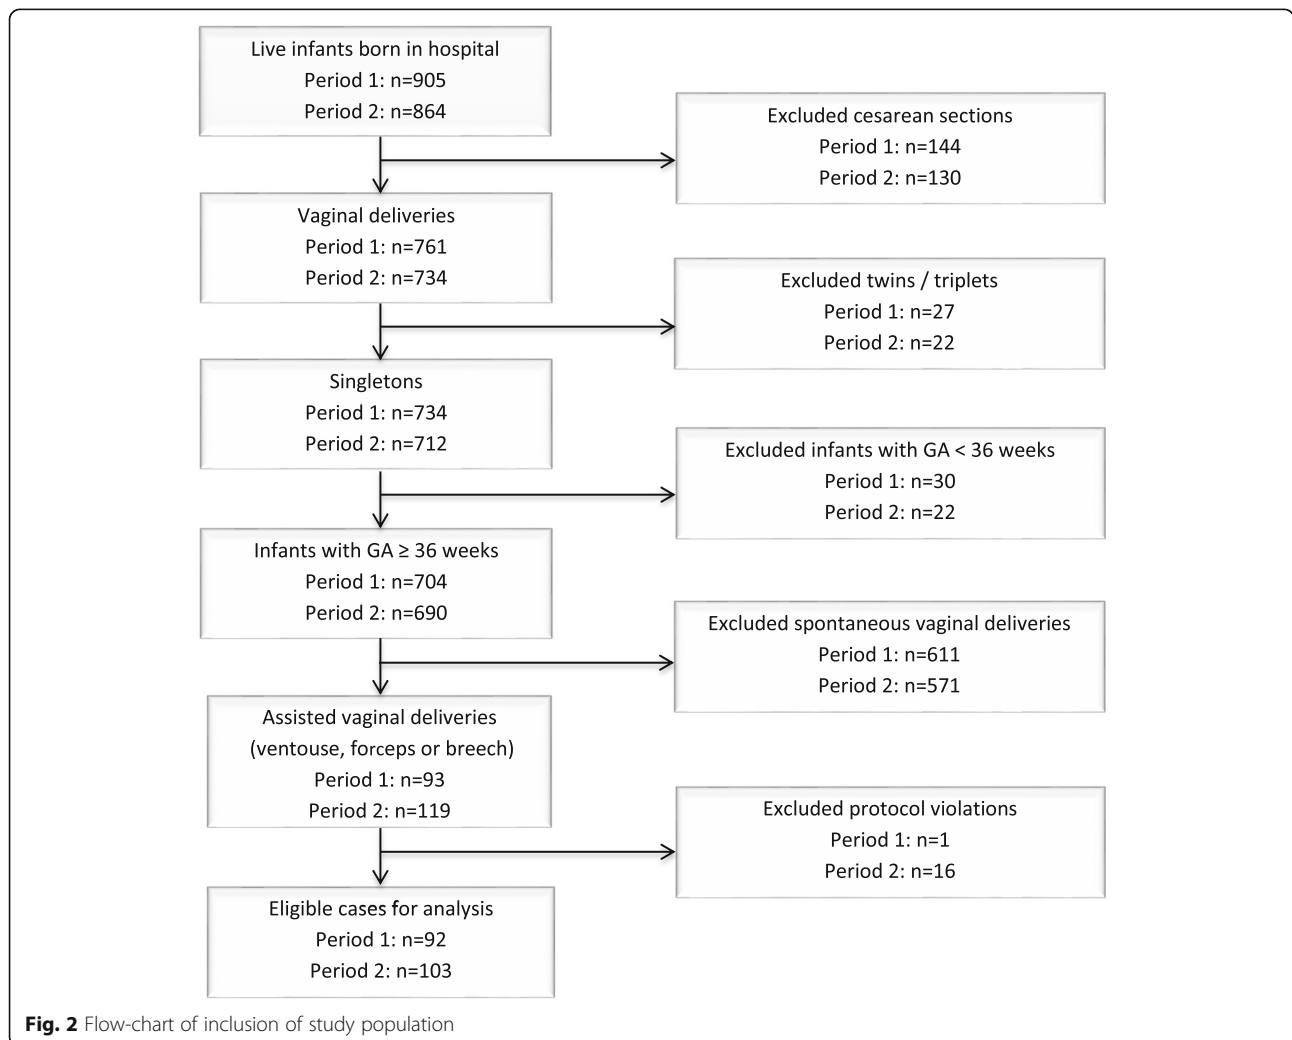 Live infants born in hospital
Period 1: n=905
Period 2: n=864
Excluded cesarean sections
Period 1: n=144
Period 2: n=130
Vaginal deliveries
Period 1: n=761
Period 2: n=734
Excluded twins / triplets
Period 1: n=27
Period 2: n=22
Singletons
Period 1: n=734
Period 2: n=712
Excluded infants with GA < 36 weeks
Period 1: n=30
Period 2: n=22
Infants with GA ≥ 36 weeks
Period 1: n=704
Period 2: n=690
Excluded spontaneous vaginal deliveries
Period 1: n=611
Period 2: n=571
Assisted vaginal deliveries
(ventouse, forceps or breech)
Period 1: n=93
Period 2: n=119
Excluded protocol violations
Period 1: n=1
Period 2: n=16
Eligible cases for analysis
Period 1: n=92
Period 2: n=103
Fig. 2 Flow-chart of inclusion of study population